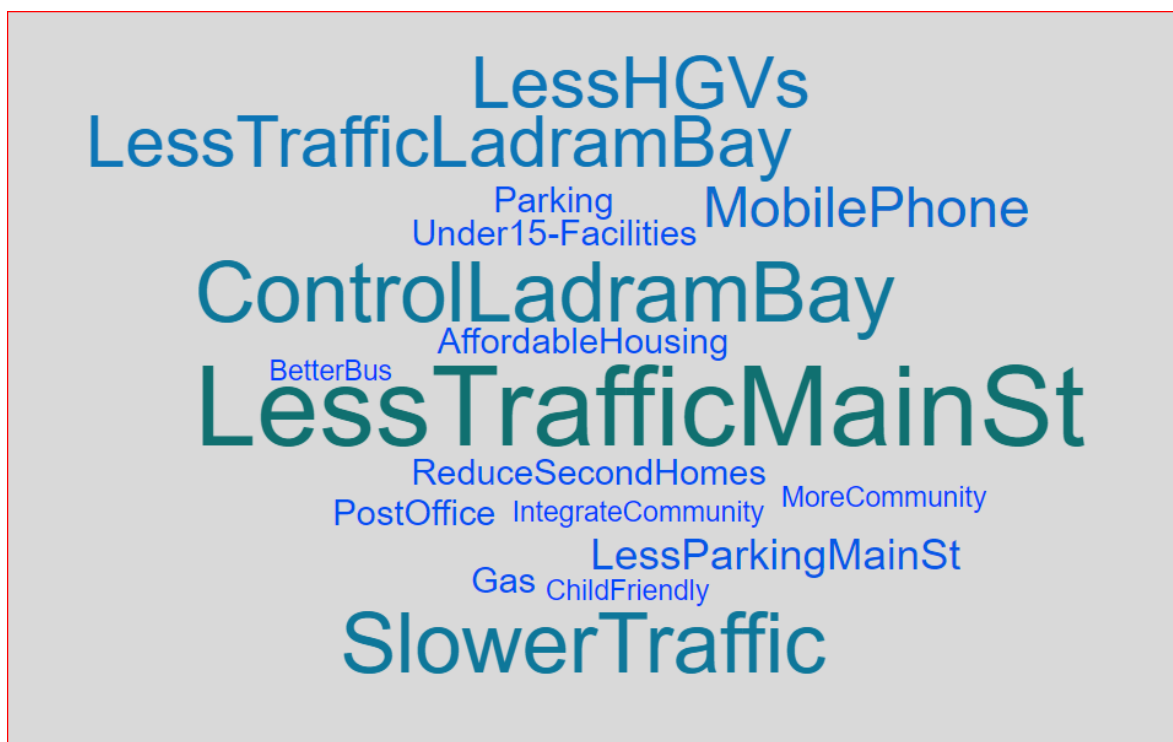 LessHGVs
LessTrafficLadramBay
Parking
MobilePhone
Under15-Facilities
ControlLadramBay
AffordableHousing
BetterBus
LessTrafficMainSt
ReduceSecondHomes
MoreCommunity
PostOffice
IntegrateCommunity
LessParkingMainSt
Gas
ChildFriendly
SlowerTraffic